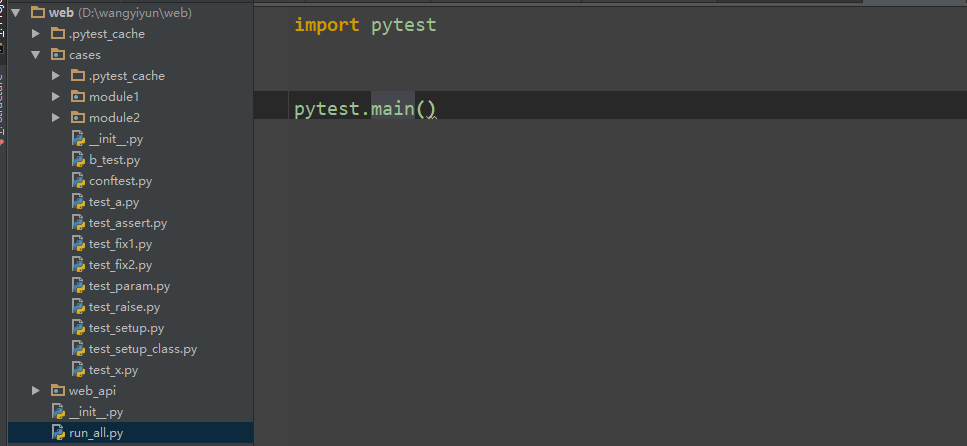 web (D:\wangyiyun\web)
.pytest_cache
cases
.pytest_cache
module1
module2
__init__.py
b_test.py
conftest.py
test_a.py
test_assert.py
test_fix1.py
test_fix2.py
test_param.py
test_raise.py
test_setup.py
test_setup_class.py
test_x.py
web_api
__init__.py
run_all.py
import pytest
pytest.main()